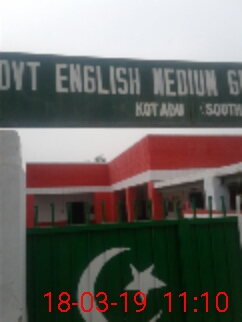 OVT ENGLISH MEDIUM G
KOT ADU (SOUTH
18-03-19 11:10